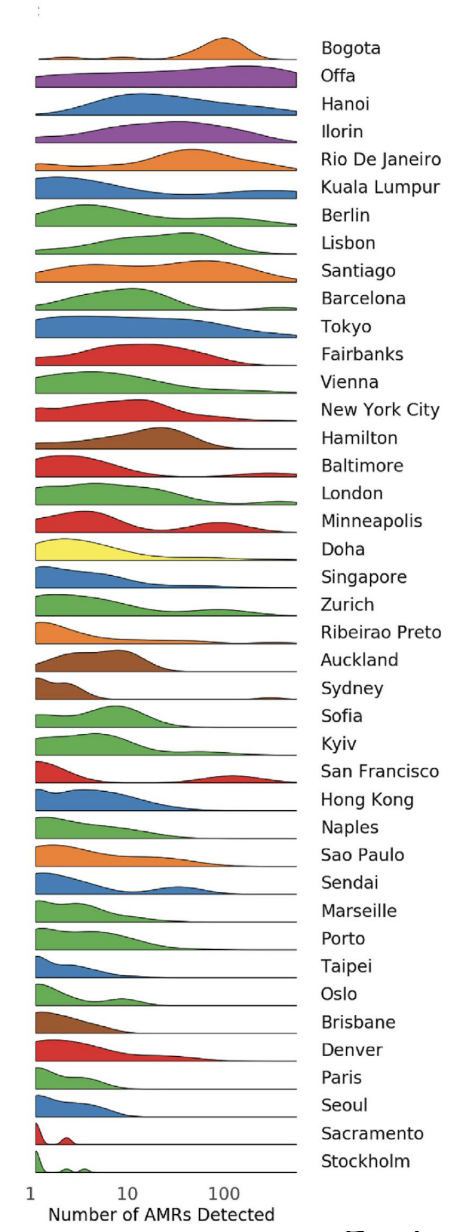 Bogota
Offa
Hanoi
Ilorin
Rio De Janeiro
Kuala Lumpur
Berlin
Lisbon
Santiago
Barcelona
Tokyo
Fairbanks
Vienna
New York City
Hamilton
Baltimore
London
Minneapolis
Doha
Singapore
Zurich
Ribeirao Preto
Auckland
Sydney
Sofia
Kyiv
San Francisco
Hong Kong
Naples
Sao Paulo
Sendai
Marseille
Porto
Taipei
Oslo
Brisbane
Denver
Paris
Seoul
Sacramento
Stockholm
1 10 100
Number of AMRs Detected